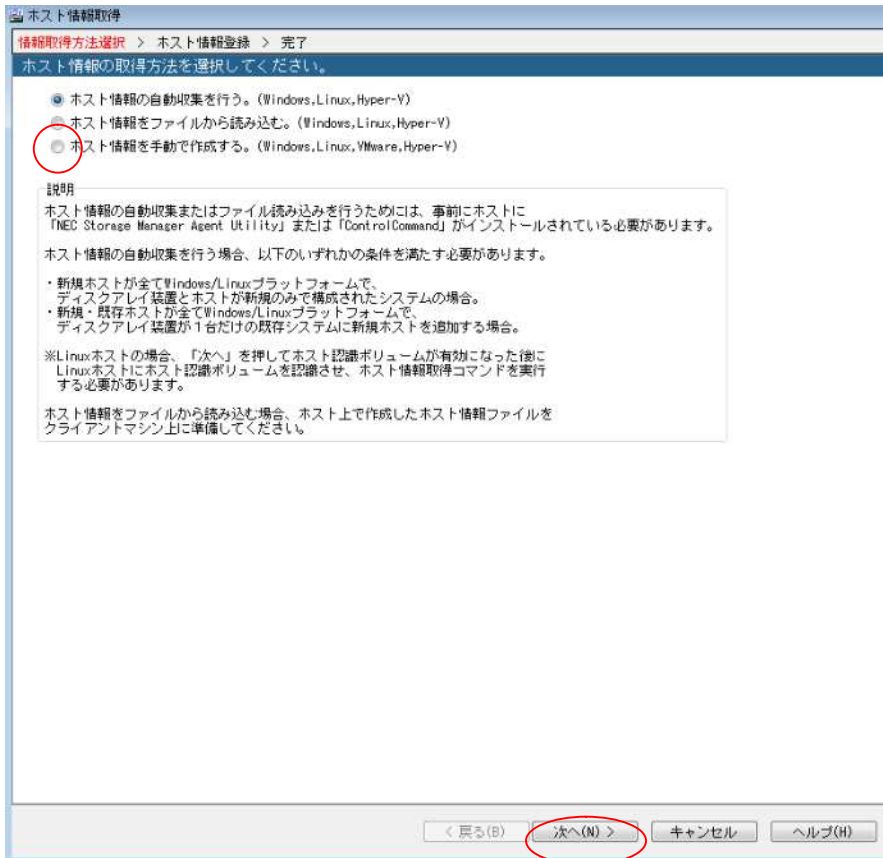 ホスト情報取得
情報取得方法選択 > ホスト情報登録 > 完了
ホスト情報の取得方法を選択してください。
ホスト情報の自動収集を行う。(Windows,Linux,Hyper-V)
ホスト情報をファイルから読み込む。(Windows,Linux,Hyper-V)
ホスト情報を手動で作成する。(Windows,Linux,VMware,Hyper-V)
説明
ホスト情報の自動収集またはファイル読み込みを行うためには、事前にホストに
「NEC Storage Manager Agent Utility」または「ControlCommand」がインストールされている必要があります。
ホスト情報の自動収集を行う場合、以下のいずれかの条件を満たす必要があります。
・新規ホストが全てWindows/Linuxプラットフォームで、
ディスクアレイ装置とホストが新規のみで構成されたシステムの場合。
・新規・既存ホストが全てWindows/Linuxプラットフォームで、
ディスクアレイ装置が1台だけの既存システムに新規ホストを追加する場合。
※Linuxホストの場合、「次へ」を押してホスト認識ボリュームが有効になった後に
Linuxホストにホスト認識ボリュームを認識させ、ホスト情報取得コマンドを実行
する必要があります。
ホスト情報をファイルから読み込む場合、ホスト上で作成したホスト情報ファイルを
クライアントマシン上に準備してください。
< 戻る(B) 次へ(N) > キャンセル ヘルプ(H)